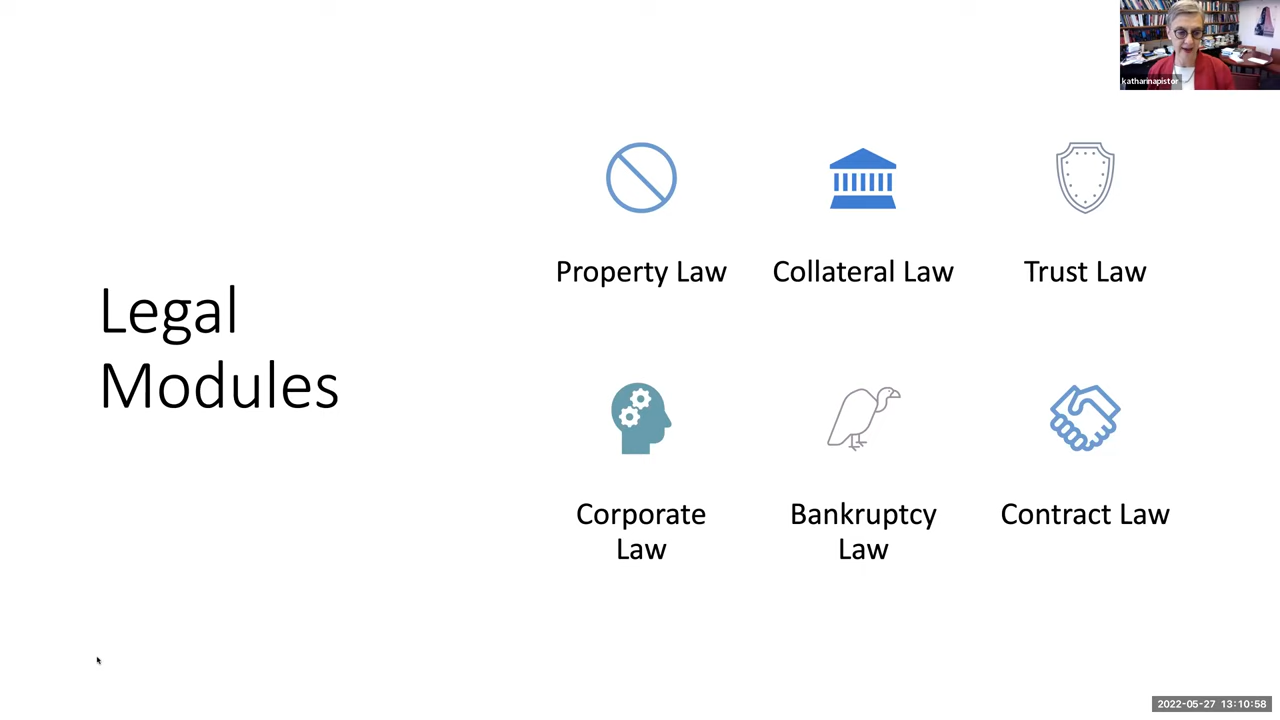 katharinapistor
Legal
Modules
Property Law
Collateral Law
Trust Law
Corporate
Law
Bankruptcy
Law
Contract Law
2022-05-27 13:10:58